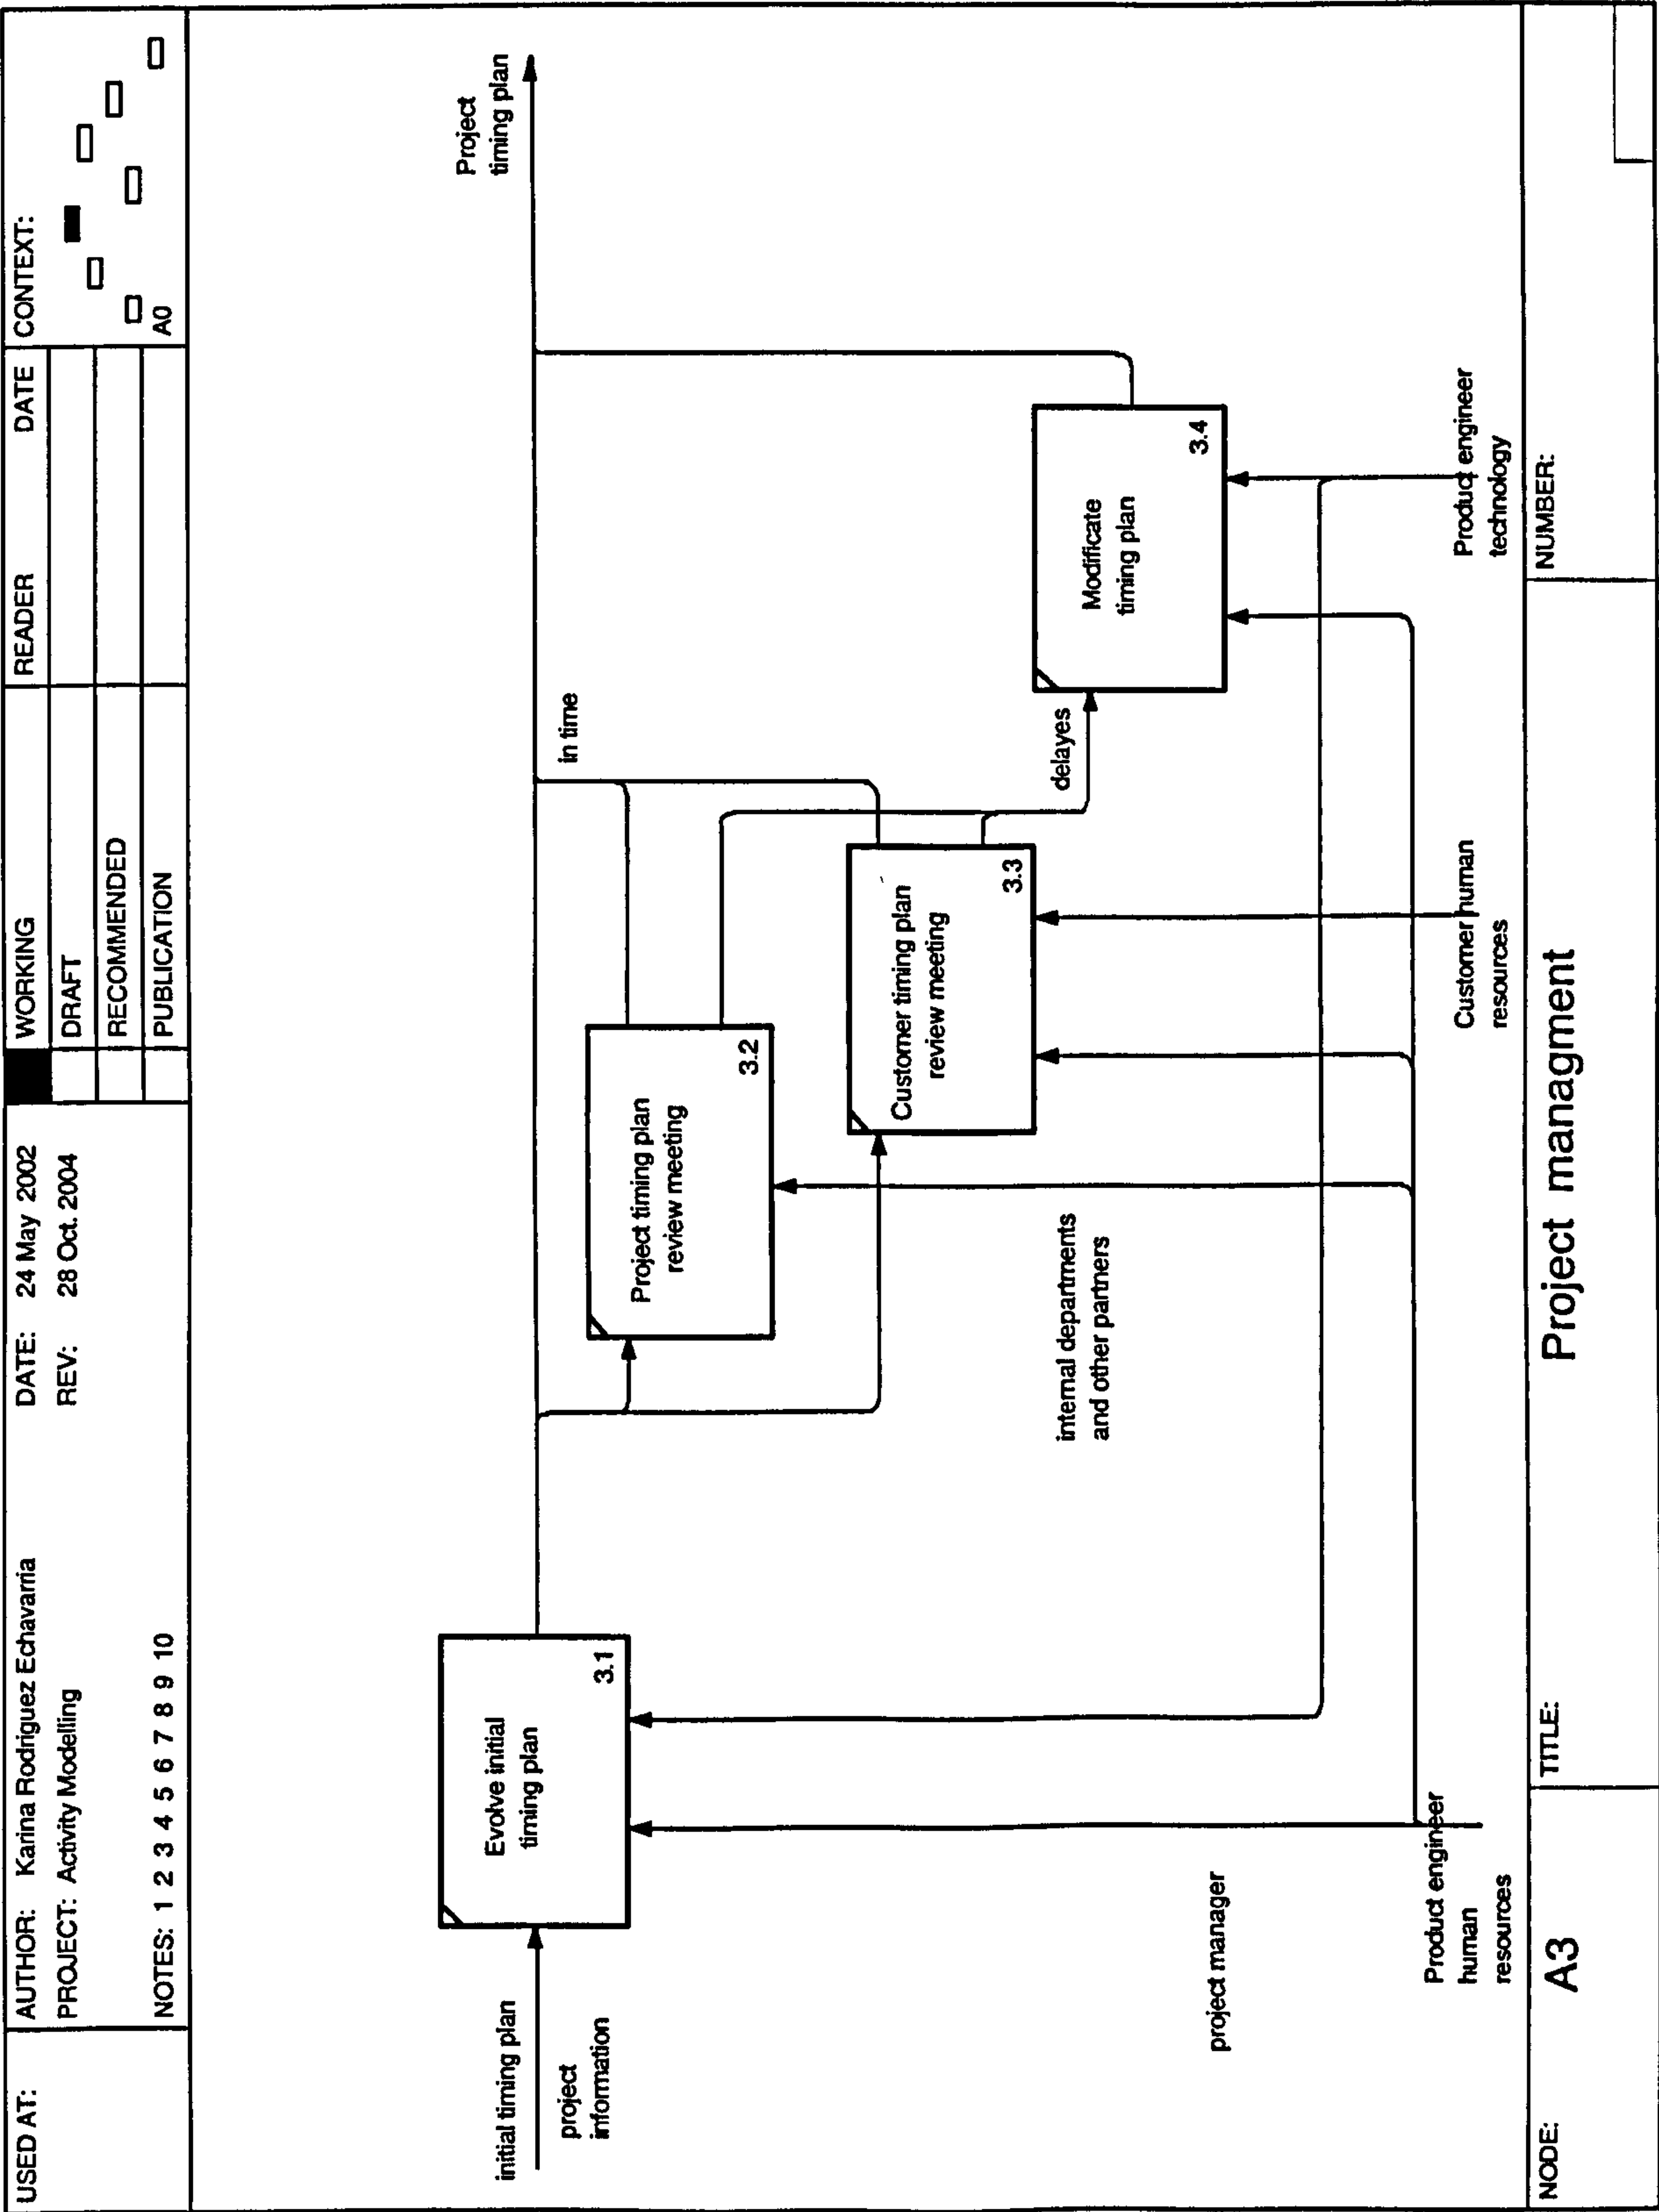 USED AT:
AUTHOR: Karina Rodriguez Echavarria
DATE: 24 May 2002
PROJECT: Activity Modelling
REV: 28 Oct. 2004
NOTES: 1 2 3 4 5 6 7 8 9 10
WORKING
DRAFT
RECOMMENDED
PUBLICATION
READER
DATE
CONTEXT:
A0
Project
timing plan
initial timing plan
project
information
Evolve initial
timing plan
3.1
in time
Project timing plan
review meeting
3.2
Customer timing plan
review meeting
3.3
delayes
Modificate
timing plan
3.4
internal departments
and other partners
project manager
Product engineer
human
resources
Customer human
resources
Product engineer
technology
NODE:
A3
TITLE:
Project managment
NUMBER: